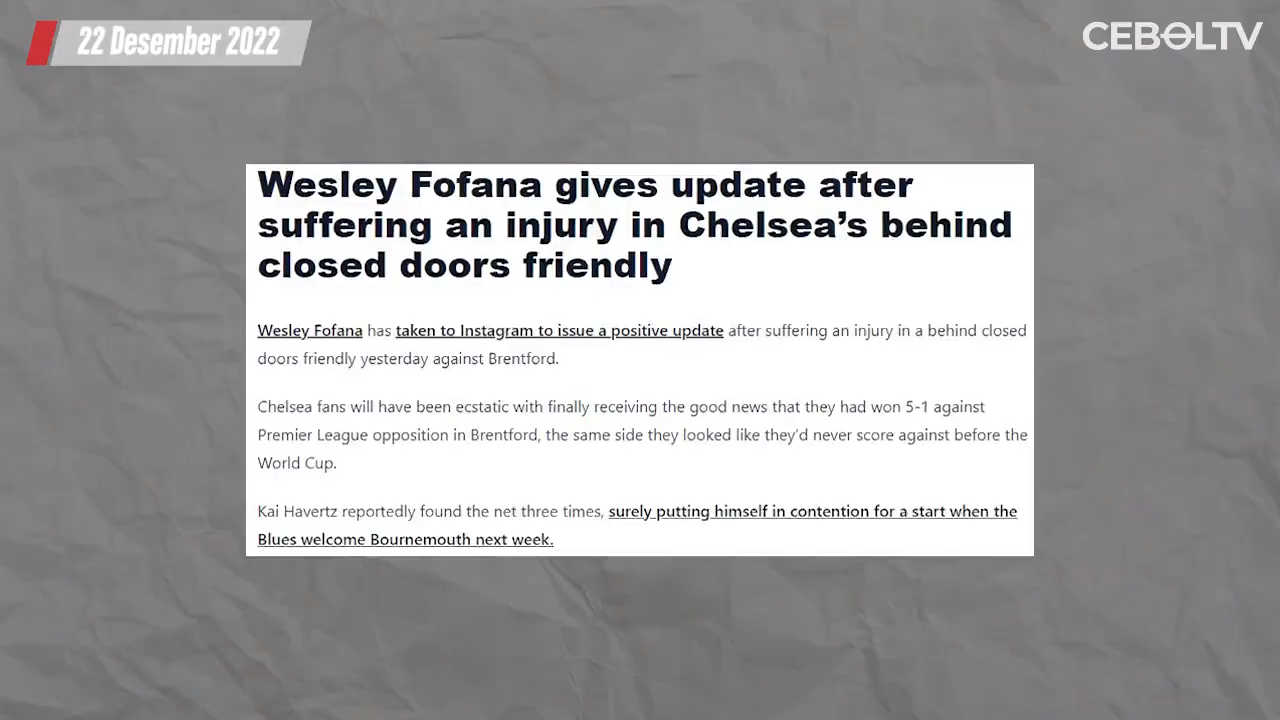 22 Desember 2022
CEBOLTV
Wesley Fofana gives update after
suffering an injury in Chelsea’s behind
closed doors friendly
Wesley Fofana has taken to Instagram to issue a positive update after suffering an injury in a behind closed
doors friendly yesterday against Brentford.
Chelsea fans will have been ecstatic with finally receiving the good news that they had won 5-1 against
Premier League opposition in Brentford, the same side they looked like they’d never score against before the
World Cup.
Kai Havertz reportedly found the net three times, surely putting himself in contention for a start when the
Blues welcome Bournemouth next week.